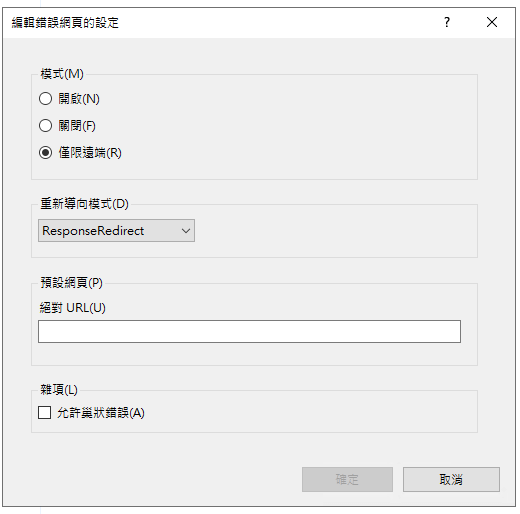 編輯錯誤網頁的設定
?
模式(M)
開啟(N)
關閉(F)
僅限遠端(R)
重新導向模式(D)
ResponseRedirect
預設網頁(P)
絕對 URL(U)
雜項(L)
允許巢狀錯誤(A)
確定
取消